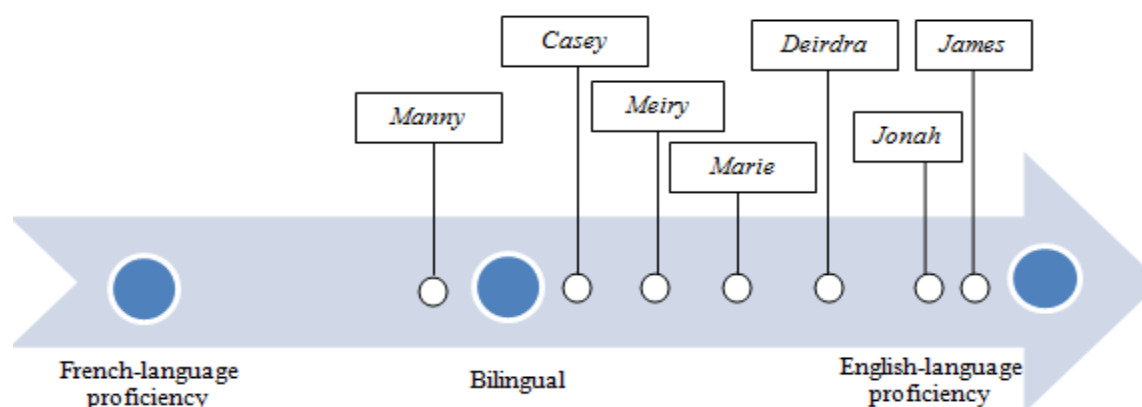 Casey
Deirdra
James
Manny
Meiry
Jonah
Marie
French-language
proficiency
Bilingual
English-language
proficiency